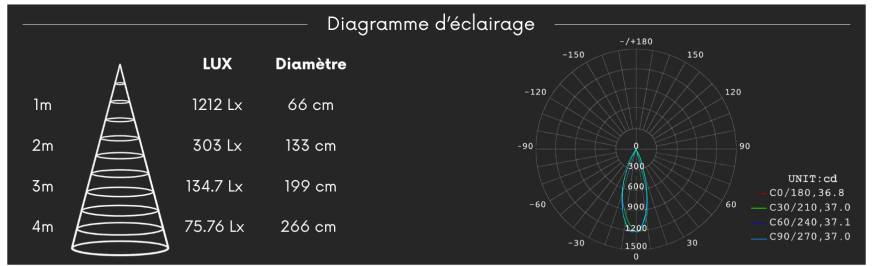 Diagramme d'éclairage
LUX Diamètre
1m 1212 Lx 66 cm
2m 303 Lx 133 cm
3m 134.7 Lx 199 cm
4m 75.76 Lx 266 cm
-/+180
-150 150
-120 120
-90 0 90
300
-60 600 60
900
1200
-30 1500 30
0
UNIT:cd
C0/180,36.8
C30/210,37.0
C60/240,37.1
C90/270,37.0